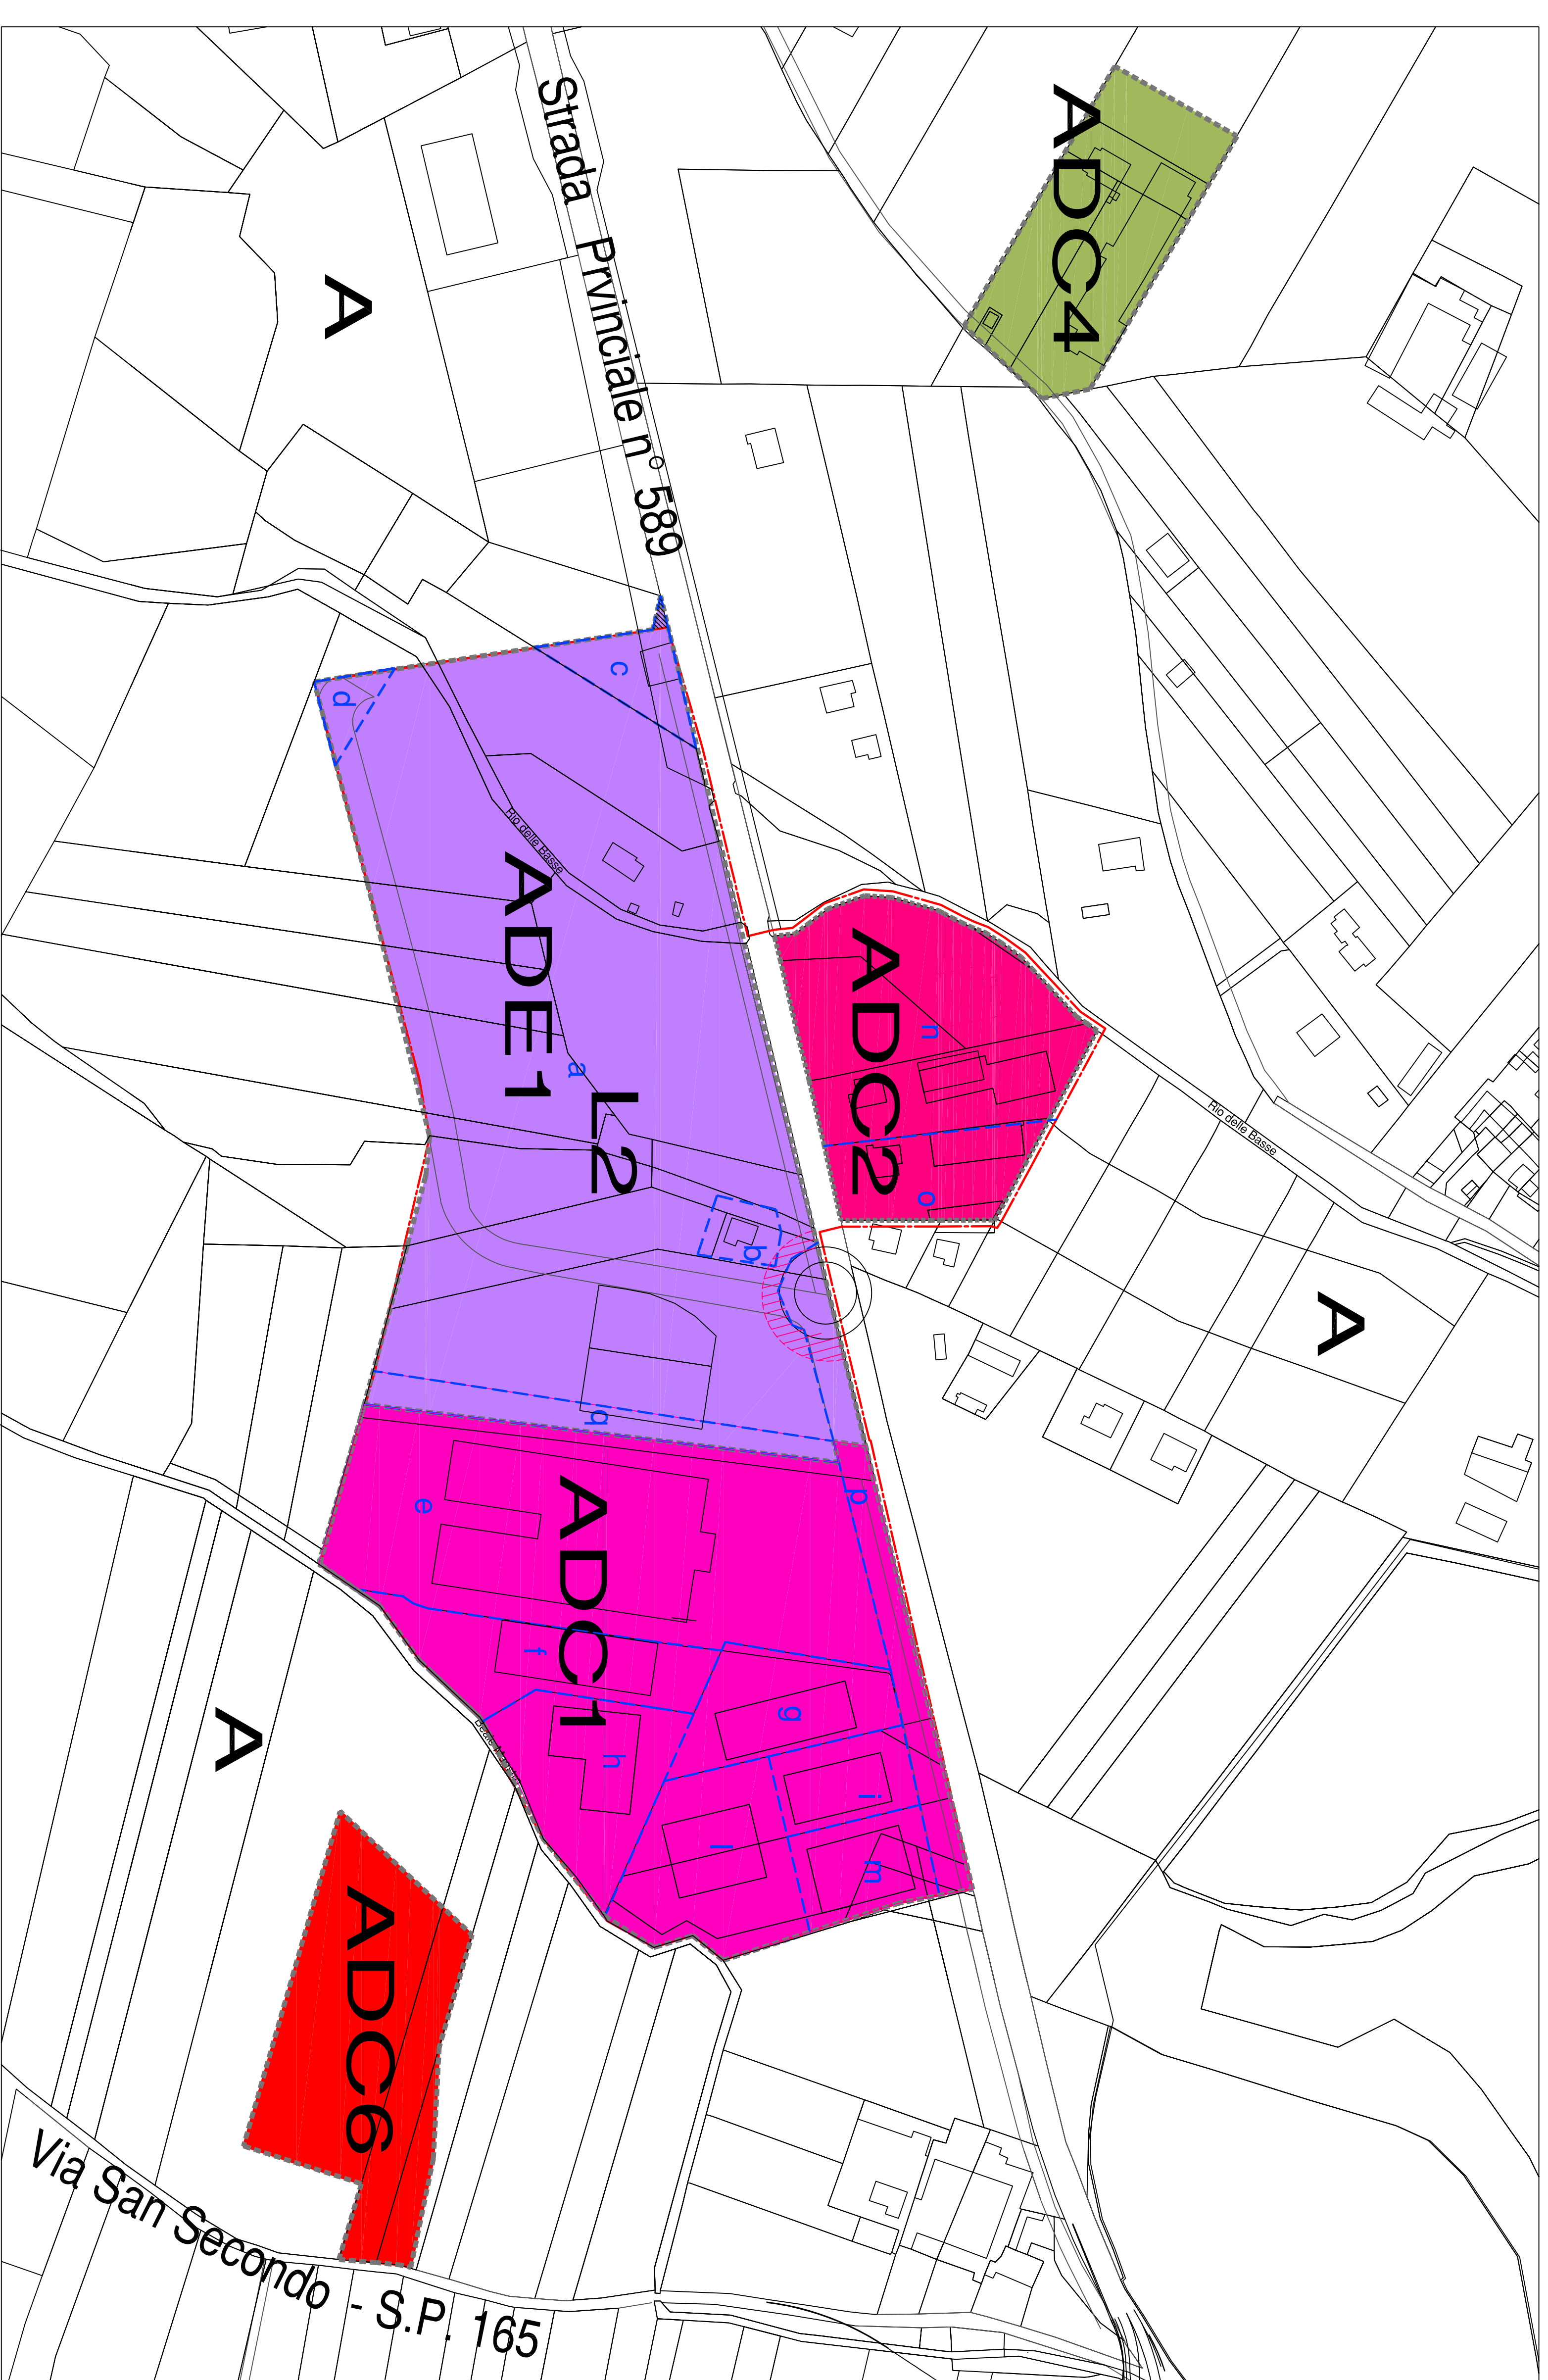 ADC4
Strada Prvinciale n° 589
A
c
d
Rio delle Basse
ADE1
a
L2
ADC2
n
o
Rio delle Basse
b
A
q
p
e
ADC1
f
g
h
i
l
m
A
ADC6
Via San Secondo - S.P. 165